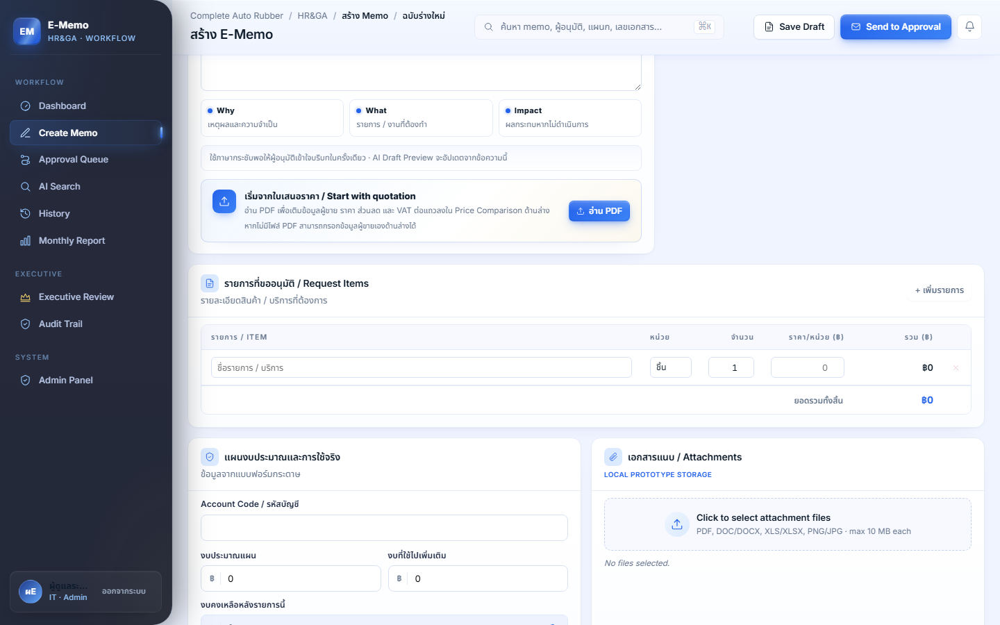 EM
E-Memo
HR&GA · WORKFLOW
WORKFLOW
Dashboard
Create Memo
Approval Queue
AI Search
History
Monthly Report
EXECUTIVE
Executive Review
Audit Trail
SYSTEM
Admin Panel
ผE
ผู้ดูแลระ...
IT · Admin
ออกจากระบบ
Complete Auto Rubber / HR&GA / สร้าง Memo / ฉบับร่างใหม่
สร้าง E-Memo
ค้นหา memo, ผู้อนุมัติ, แผนก, เลขเอกสาร...
⌘K
Save Draft
Send to Approval
Why
เหตุผลและความจำเป็น
What
รายการ / งานที่ต้องทำ
Impact
ผลกระทบหากไม่ดำเนินการ
ใช้ภาษากระชับพอให้ผู้อนุมัติเข้าใจบริบทในครั้งเดียว · AI Draft Preview จะอัปเดตจากข้อความนี้
เริ่มจากใบเสนอราคา / Start with quotation
อ่าน PDF เพื่อเติมข้อมูลผู้ขาย ราคา ส่วนลด และ VAT ต่อแถวลงใน Price Comparison ด้านล่าง
หากไม่มีไฟล์ PDF สามารถกรอกข้อมูลผู้ขายเองด้านล่างได้
อ่าน PDF
รายการที่ขออนุมัติ / Request Items
รายละเอียดสินค้า / บริการที่ต้องการ
+ เพิ่มรายการ
รายการ / ITEM
หน่วย
จำนวน
ราคา/หน่วย (฿)
รวม (฿)
ชื่อรายการ / บริการ
ชิ้น
1
0
฿0
×
ยอดรวมทั้งสิ้น
฿0
แผนงบประมาณและการใช้จริง
ข้อมูลจากแบบฟอร์มกระดาษ
Account Code / รหัสบัญชี
งบประมาณแผน
฿ 0
งบที่ใช้ไปเพิ่มเติม
฿ 0
งบคงเหลือหลังรายการนี้
เอกสารแนบ / Attachments
LOCAL PROTOTYPE STORAGE
Click to select attachment files
PDF, DOC/DOCX, XLS/XLSX, PNG/JPG · max 10 MB each
No files selected.